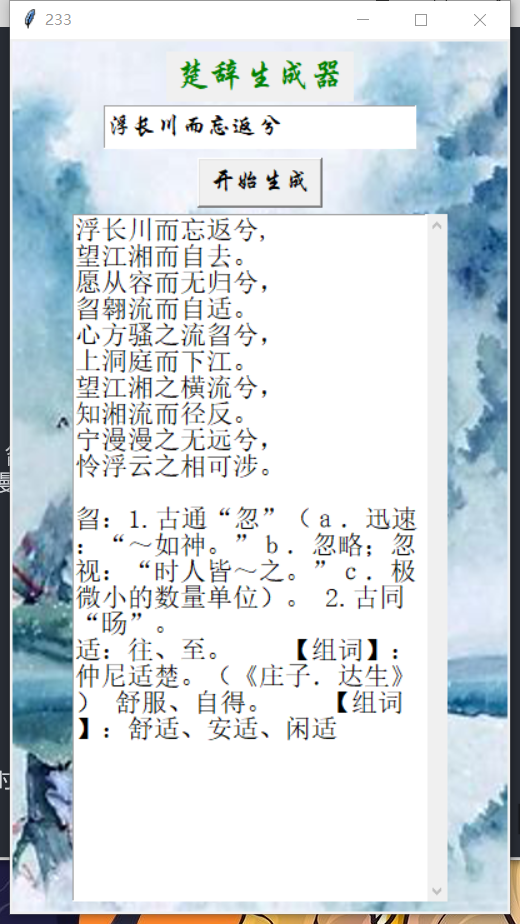 233
楚辞生成器
浮长川而忘返兮
开始生成
浮长川而忘返兮,
望江湘而自去。
愿从容而无归兮，
曶翱流而自适。
心方骚之流曶兮，
上洞庭而下江。
望江湘之横流兮，
知湘流而径反。
宁漫漫之无远兮，
怜浮云之相可涉。
曶：1.古通“忽”（ａ．迅速
：“～如神。”ｂ．忽略；忽
视：“时人皆～之。”ｃ．极
微小的数量单位）。 2.古同
“旸”。
适：往、至。 【组词】：
仲尼适楚。（《庄子．达生》
） 舒服、自得。 【组词
】：舒适、安适、闲适